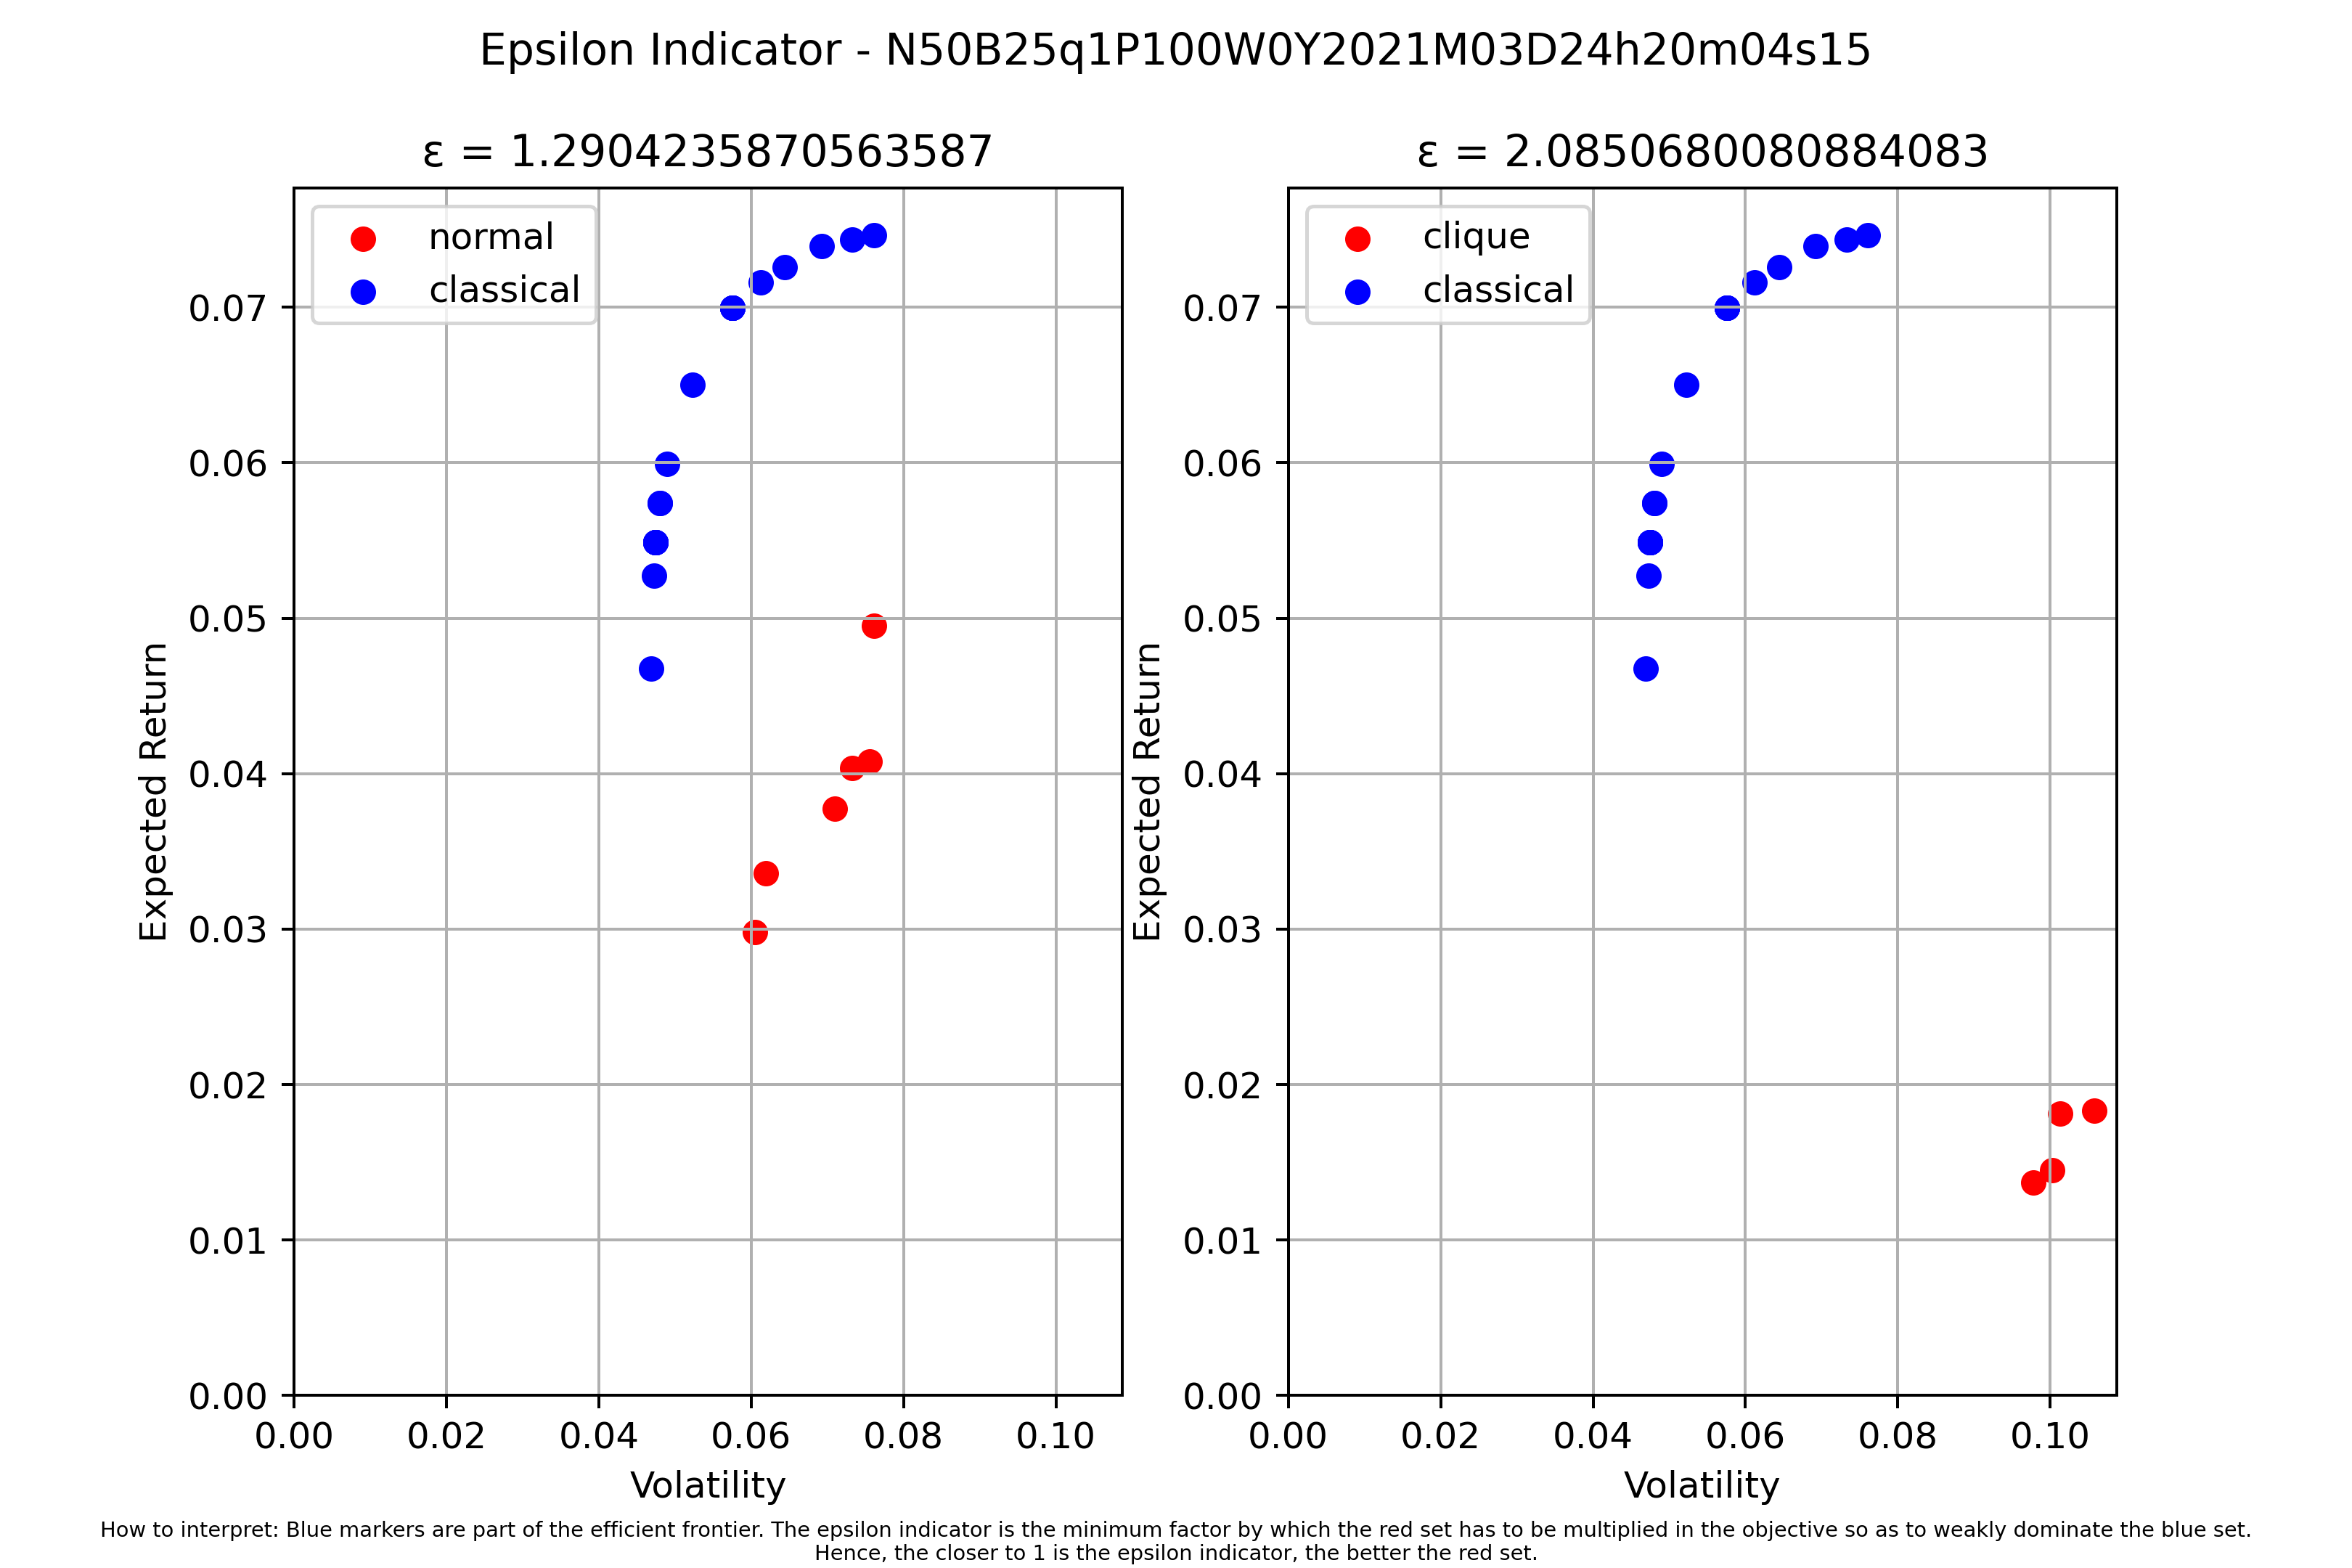 Epsilon Indicator - N50B25q1P100W0Y2021M03D24h20m04s15
ε = 1.2904235870563587
normal
classical
0.07
0.06
0.05
0.04
0.03
0.02
0.01
0.00
Expected Return
0.00 0.02 0.04 0.06 0.08 0.10
Volatility
ε = 2.0850680080884083
clique
classical
0.07
0.06
0.05
0.04
0.03
0.02
0.01
0.00
Expected Return
0.00 0.02 0.04 0.06 0.08 0.10
Volatility
How to interpret: Blue markers are part of the efficient frontier. The epsilon indicator is the minimum factor by which the red set has to be multiplied in the objective so as to weakly dominate the blue set.
Hence, the closer to 1 is the epsilon indicator, the better the red set.